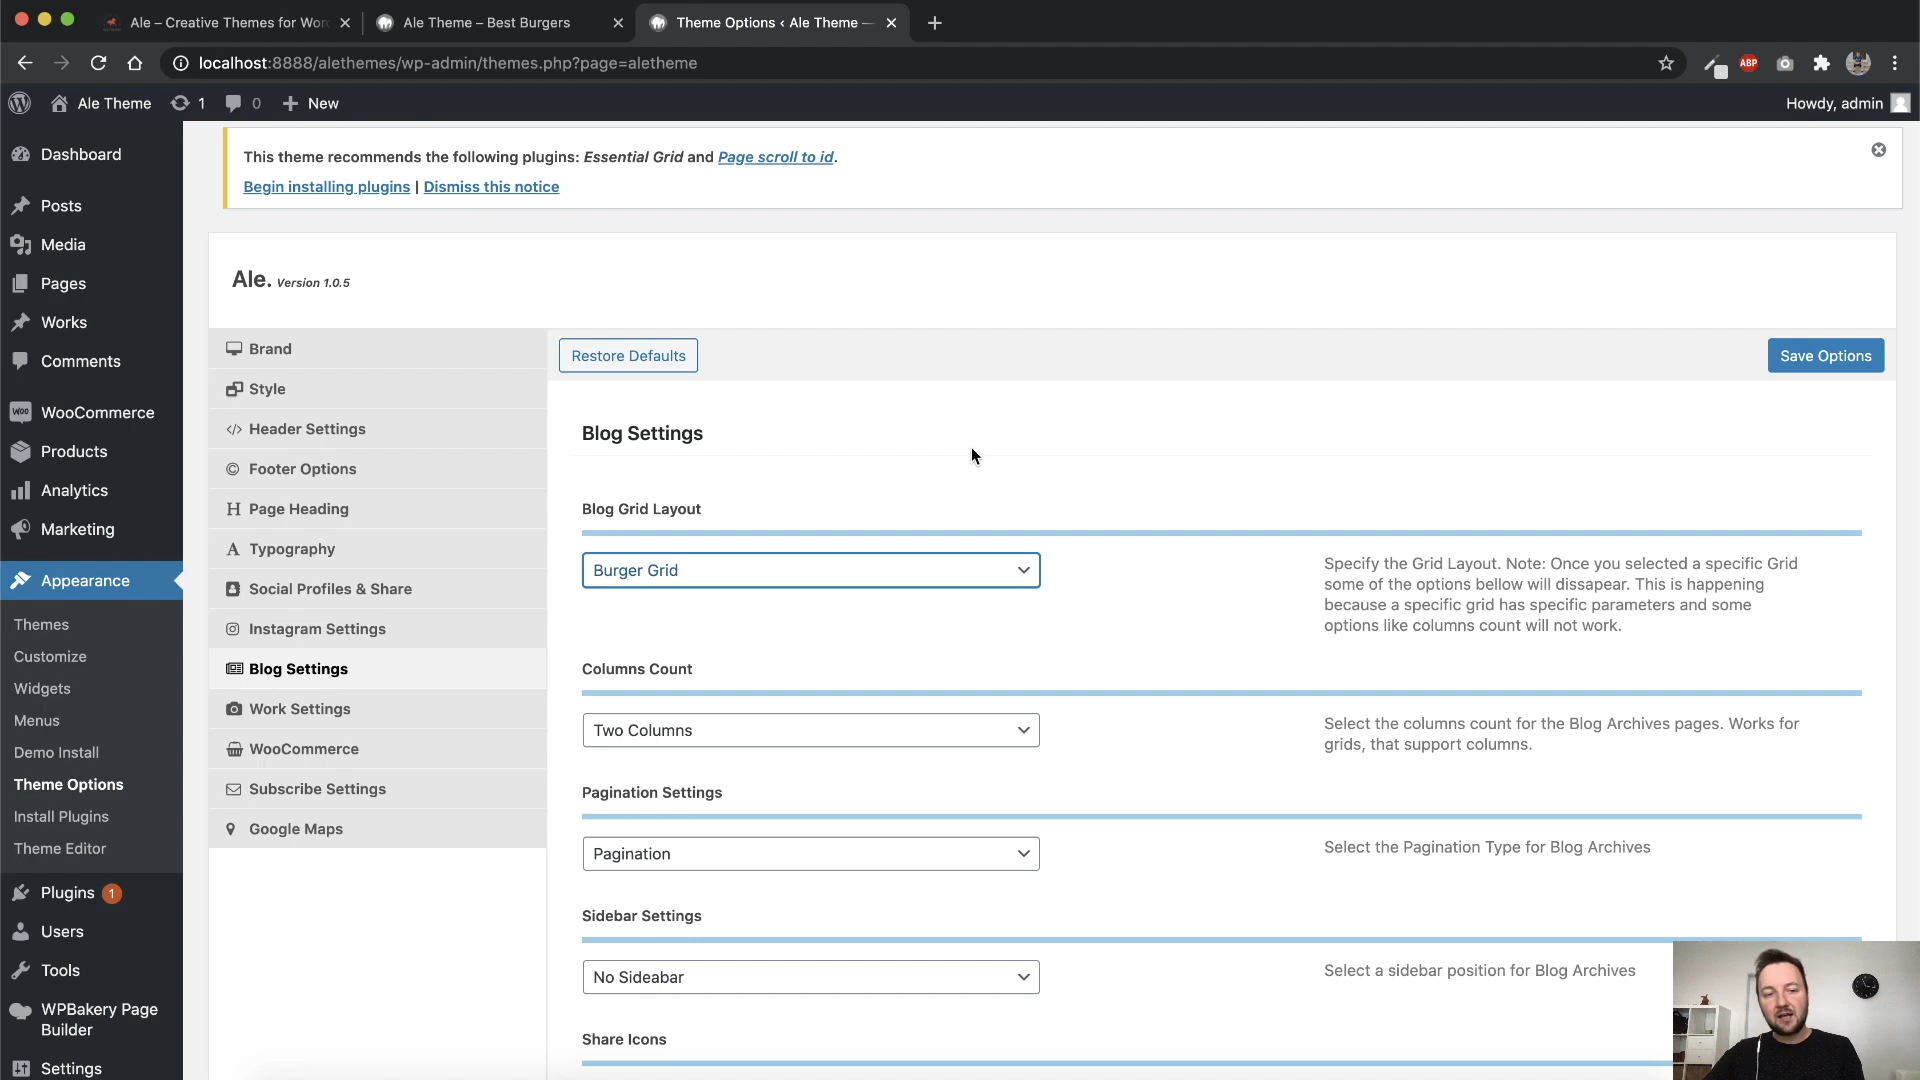 Ale – Creative Themes for Wor
Ale Theme – Best Burgers
Theme Options ‹ Ale Theme —
localhost:8888/alethemes/wp-admin/themes.php?page=aletheme
ABP
Ale Theme
1
0
New
Howdy, admin
Dashboard
Posts
Media
Pages
Works
Comments
Woo
WooCommerce
Products
Analytics
Marketing
Appearance
Themes
Customize
Widgets
Menus
Demo Install
Theme Options
Install Plugins
Theme Editor
Plugins 1
Users
Tools
WPBakery Page
Builder
Settings
This theme recommends the following plugins: Essential Grid and Page scroll to id.
Begin installing plugins | Dismiss this notice
Ale. Version 1.0.5
Brand
Style
Header Settings
Footer Options
Page Heading
Typography
Social Profiles & Share
Instagram Settings
Blog Settings
Work Settings
WooCommerce
Subscribe Settings
Google Maps
Restore Defaults
Save Options
Blog Settings
Blog Grid Layout
Burger Grid
Specify the Grid Layout. Note: Once you selected a specific Grid
some of the options bellow will dissapear. This is happening
because a specific grid has specific parameters and some
options like columns count will not work.
Columns Count
Two Columns
Select the columns count for the Blog Archives pages. Works for
grids, that support columns.
Pagination Settings
Pagination
Select the Pagination Type for Blog Archives
Sidebar Settings
No Sideabar
Select a sidebar position for Blog Archives
Share Icons